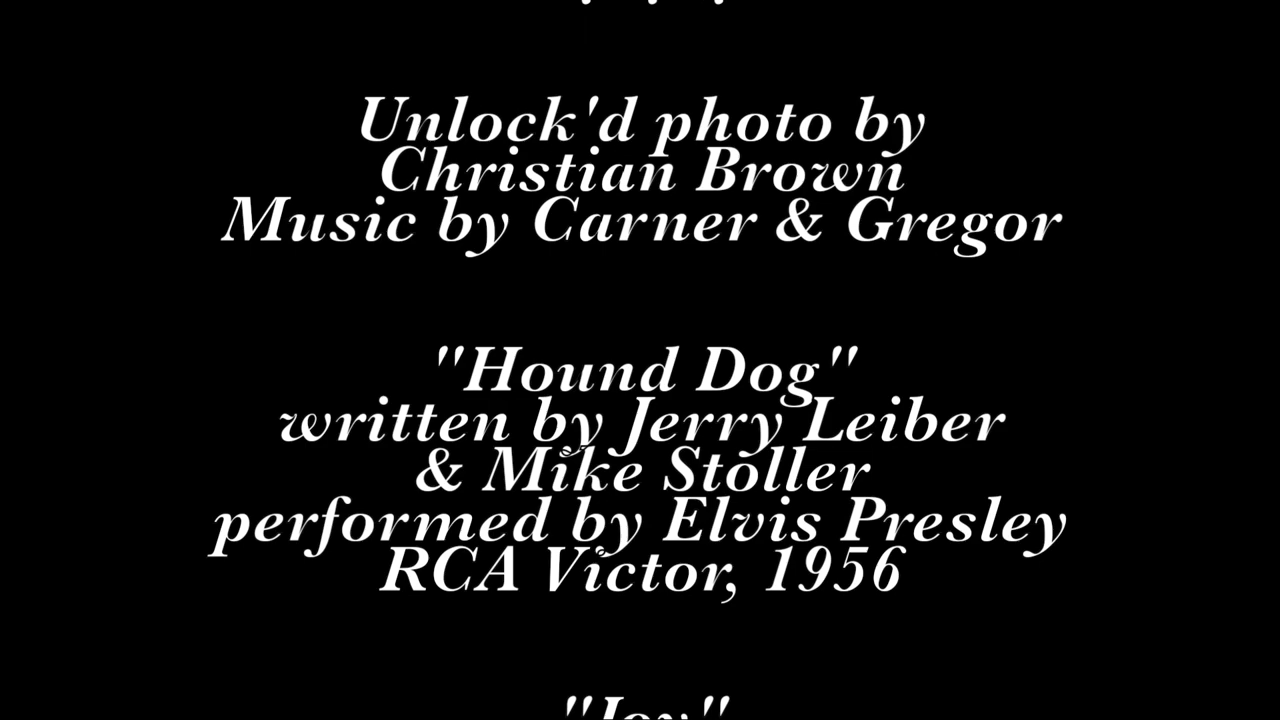 Unlock'd photo by
Christian Brown
Music by Carner & Gregor
"Hound Dog"
written by Jerry Leiber
& Mike Stoller
performed by Elvis Presley
RCA Victor, 1956
"Joy"